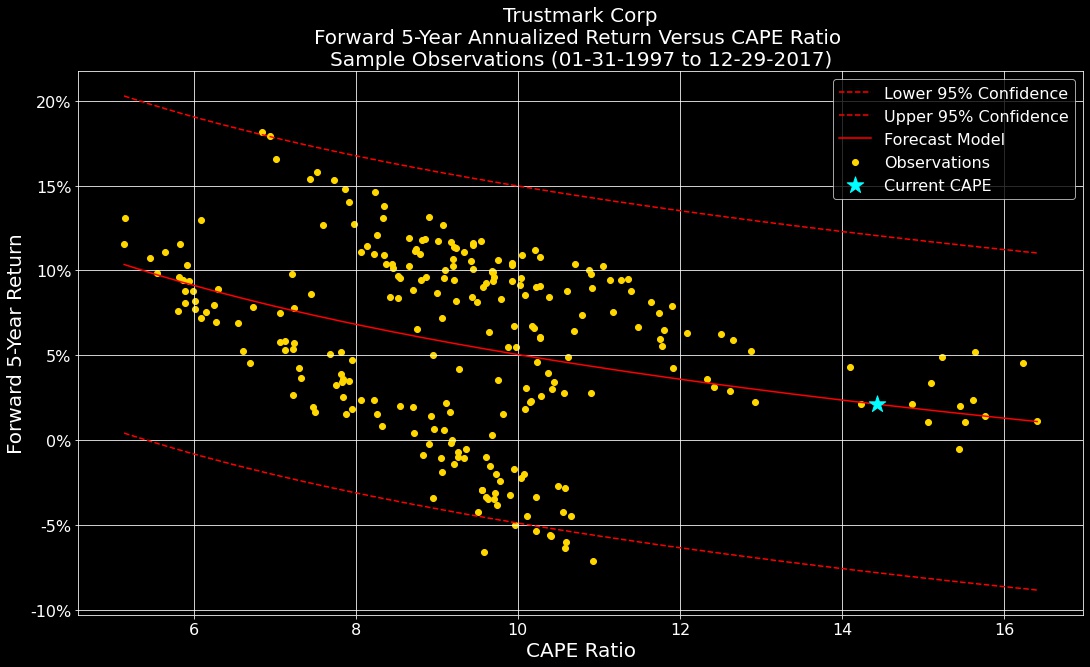 Trustmark Corp
Forward 5-Year Annualized Return Versus CAPE Ratio
Sample Observations (01-31-1997 to 12-29-2017)
Lower 95% Confidence
Upper 95% Confidence
Forecast Model
Observations
Current CAPE
Forward 5-Year Return
20%
15%
10%
5%
0%
-5%
-10%
6 8 10 12 14 16
CAPE Ratio